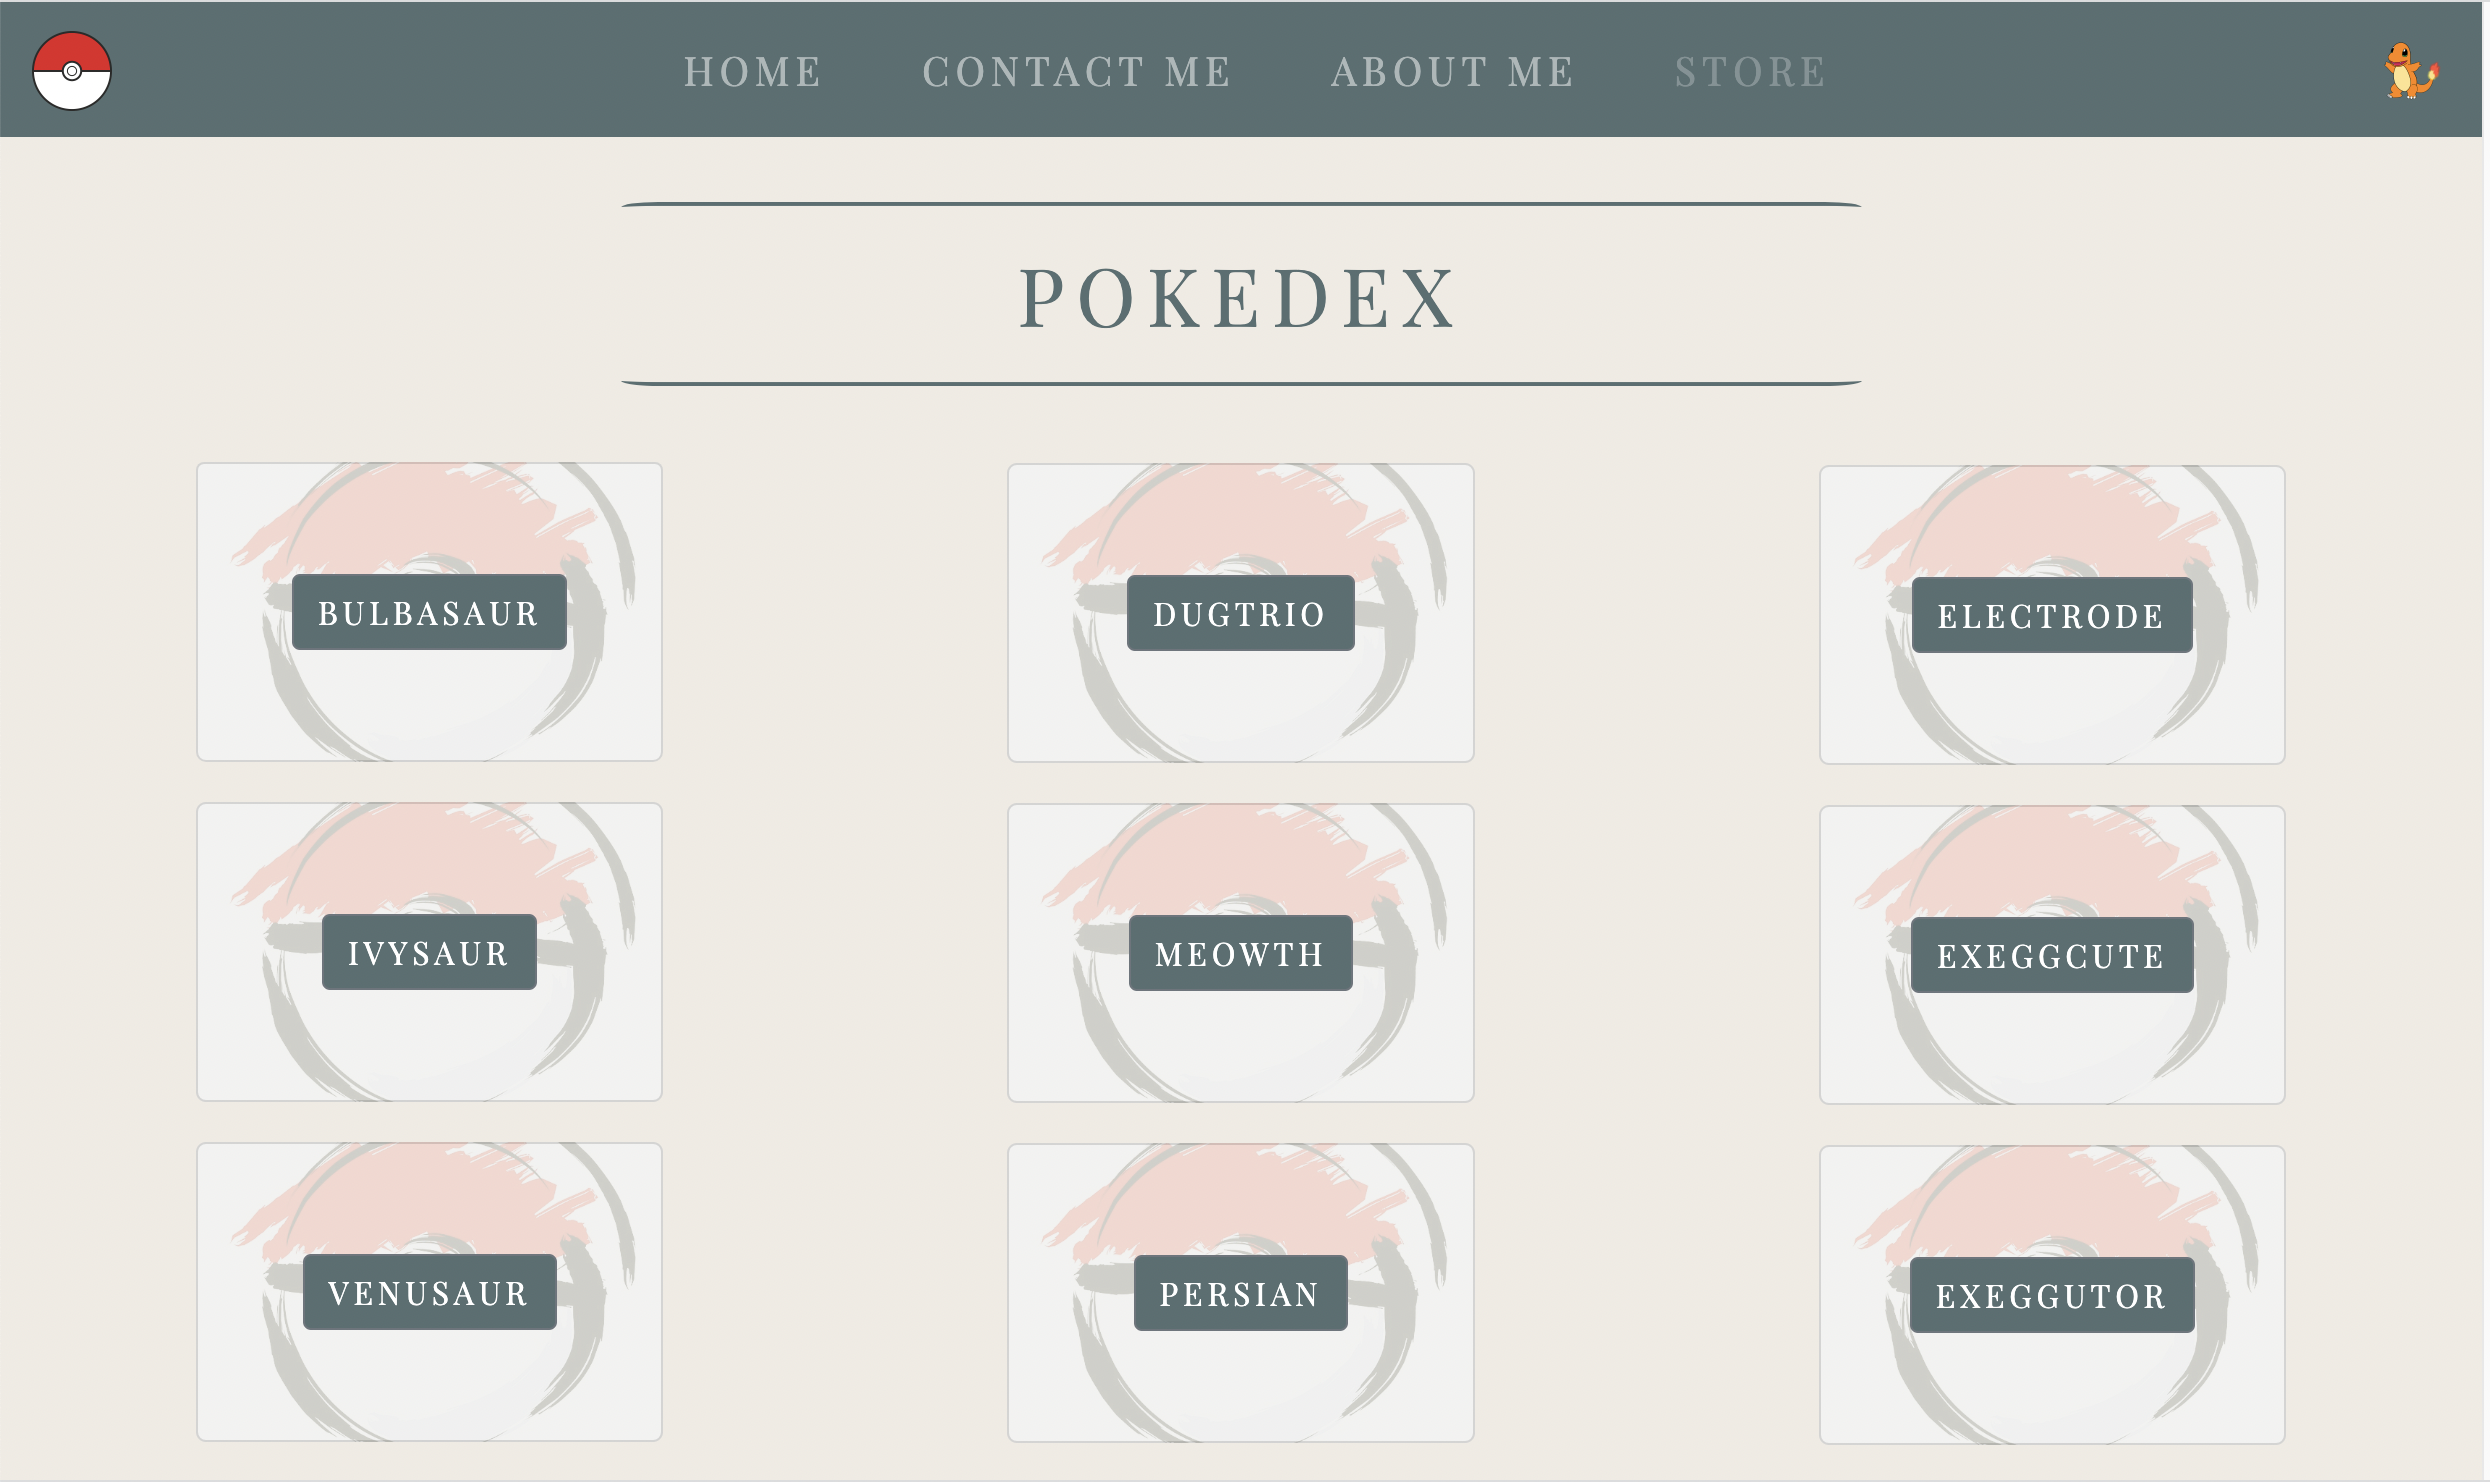 HOME CONTACT ME ABOUT ME STORE
POKEDEX
BULBASAUR DUGTRIO ELECTRODE
IVYSAUR MEOWTH EXEGGCUTE
VENUSAUR PERSIAN EXEGGUTOR